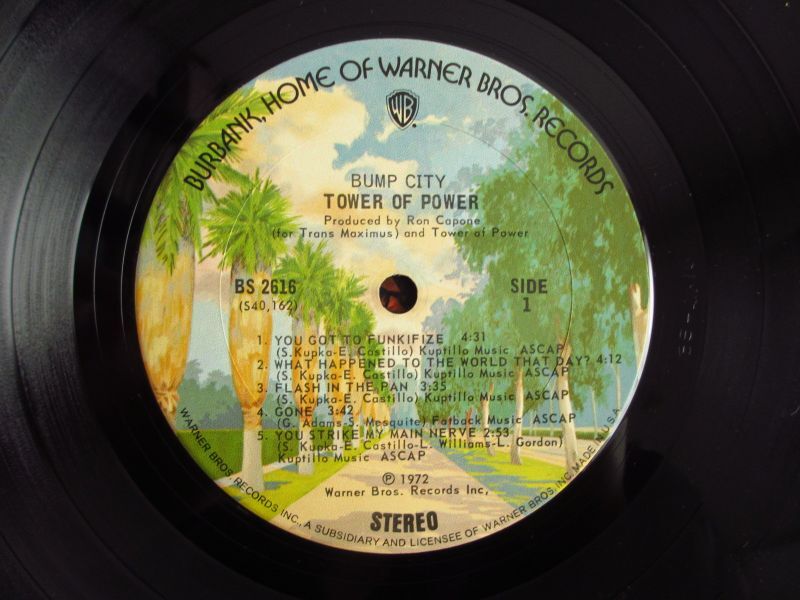 BURBANK, HOME OF WARNER BROS. RECORDS
WB
BUMP CITY
TOWER OF POWER
Produced by Ron Capone
(for Trans Maximus) and Tower of Power
BS 2616
(S40,162)
SIDE
1
1. YOU GOT TO FUNKIFIZE 4:31
(S. Kupka-E. Castillo) Kuptillo Music ASCAP
2. WHAT HAPPENED TO THE WORLD THAT DAY? 4:12
(S. Kupka-E. Castillo) Kuptillo Music ASCAP
3. FLASH IN THE PAN 3:35
(S. Kupka-E. Castillo) Kuptillo Music ASCAP
4. GONE 3:42
(G. Adams-S. Mesquite) Fatback Music ASCAP
5. YOU STRIKE MY MAIN NERVE 2:53
(S. Kupka-E. Castillo-L. Williams-L. Gordon)
Kuptillo Music ASCAP
℗ 1972
Warner Bros. Records Inc.
STEREO
WARNER BROS. RECORDS INC., A SUBSIDIARY AND LICENSEE OF WARNER BROS. INC. MADE IN U.S.A.